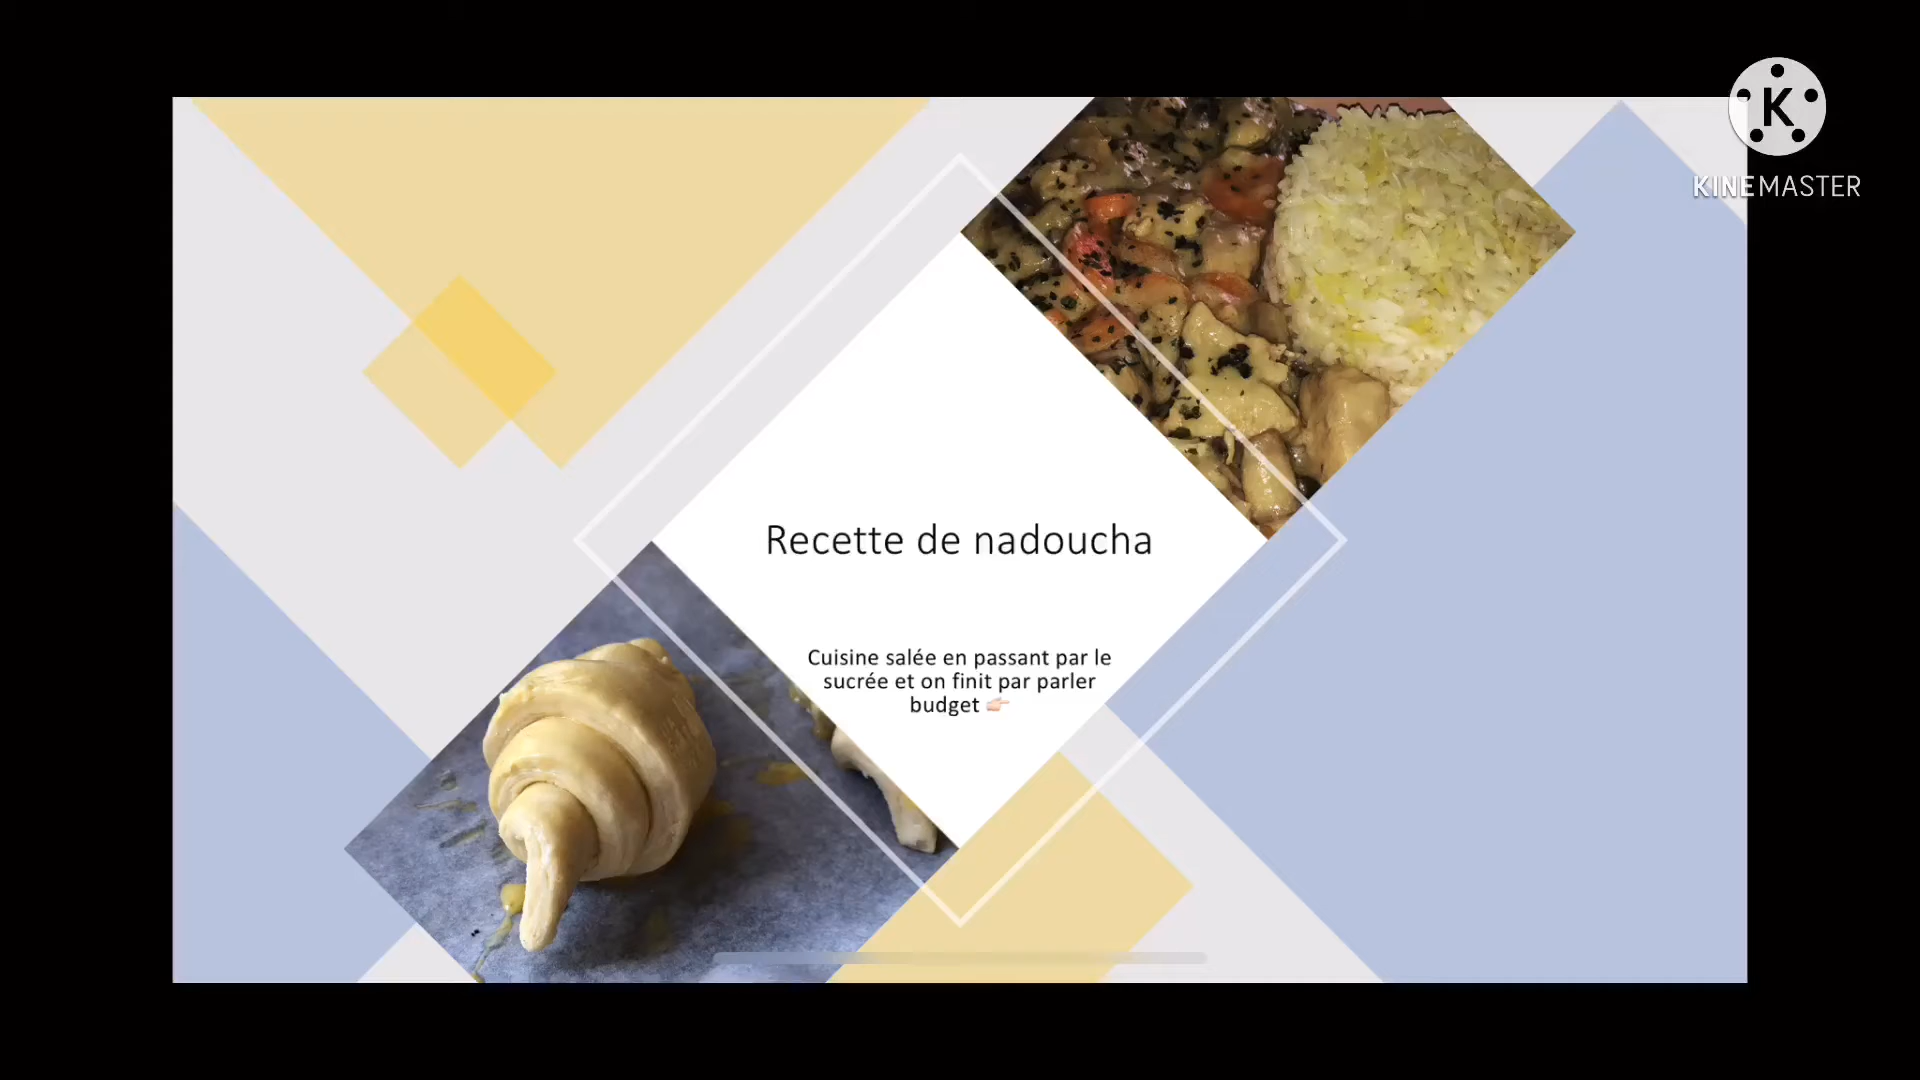 K
KINEMASTER
Recette de nadoucha
Cuisine salée en passant par le
sucrée et on finit par parler
budget 👉🏻